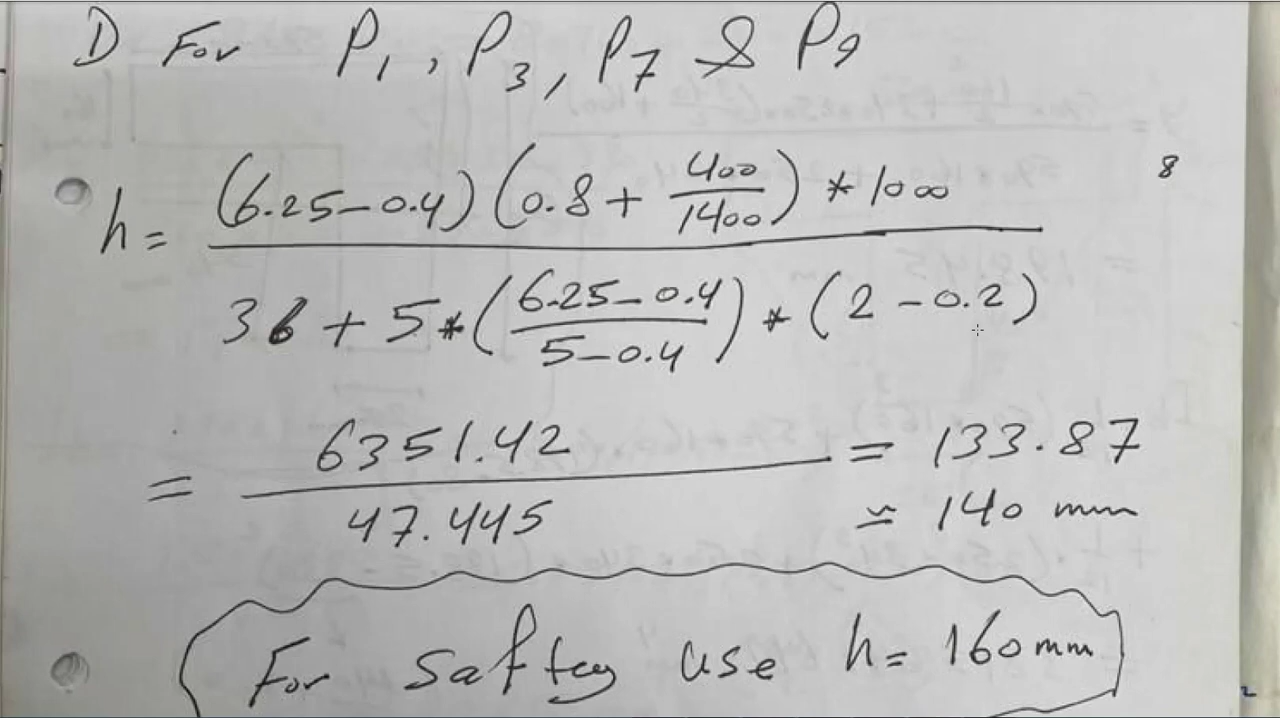 D For P1, P3, P7 & P9
h = (6.25-0.4)(0.8+400/1400)*1000
8
36+5*(6.25-0.4/5-0.4)*(2-0.2)
= 6351.42/47.445 = 133.87
≈ 140 mm
For saftey use h= 160mm
2